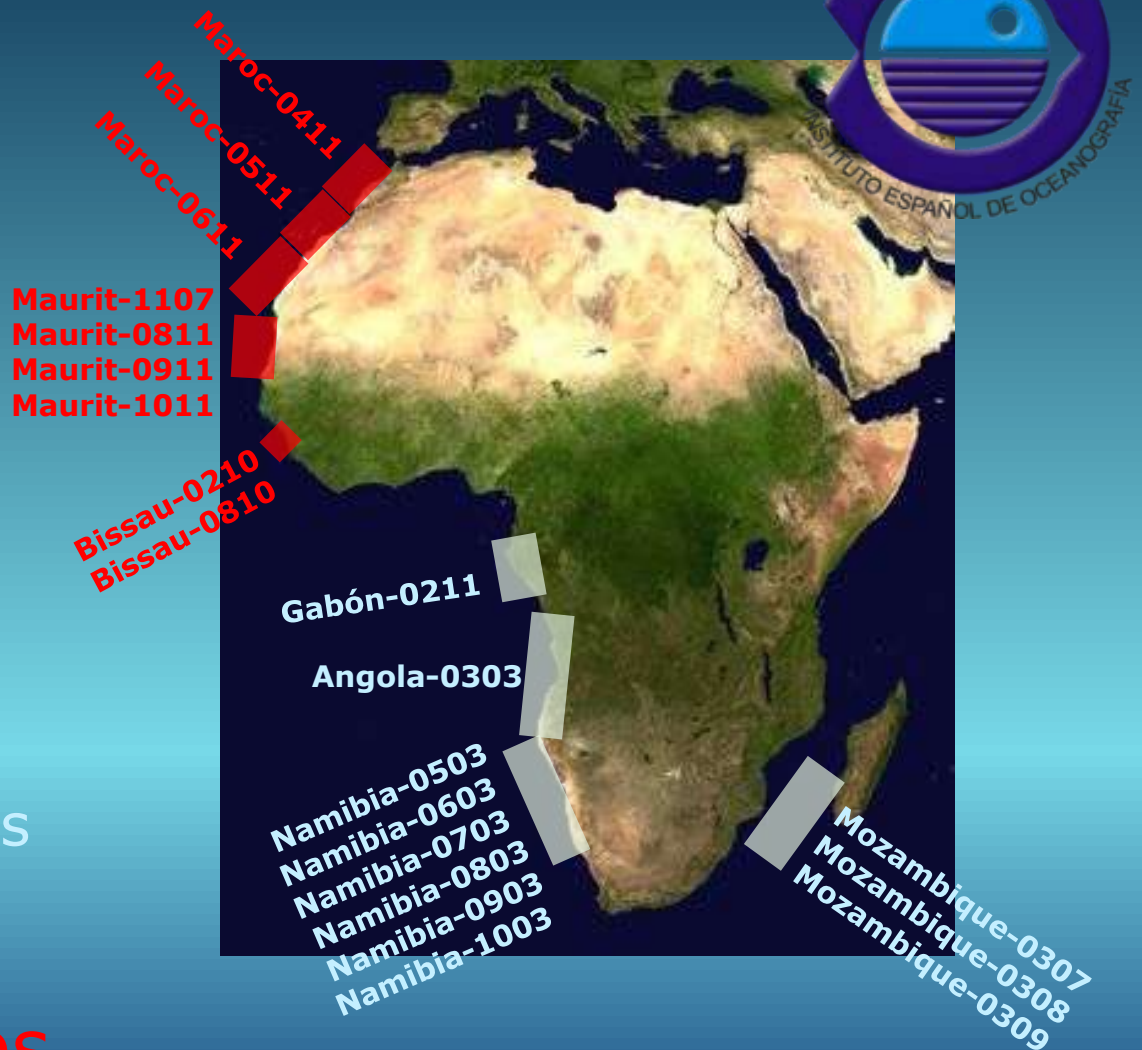 Maroc-0411
Maroc-0511
Maroc-0611
INSTITUTO ESPAÑOL DE OCEANOGRAFÍA
Maurit-1107
Maurit-0811
Maurit-0911
Maurit-1011
Bissau-0210
Bissau-0810
Gabón-0211
Angola-0303
Namibia-0503
Namibia-0603
Namibia-0703
Namibia-0803
Namibia-0903
Namibia-1003
Mozambique-0307
Mozambique-0308
Mozambique-0309